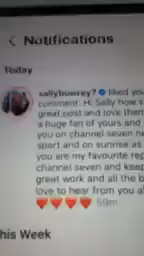 < Notifications
Today
sallybowrey7 liked you
comment: Hi Sally how s
great post and love them
a huge fan of yours and
you on channel seven ne
sport and on sunrise as
you are my favourite rep
channel seven and keep
great work and all the b
love to hear from you al
59m
his Week